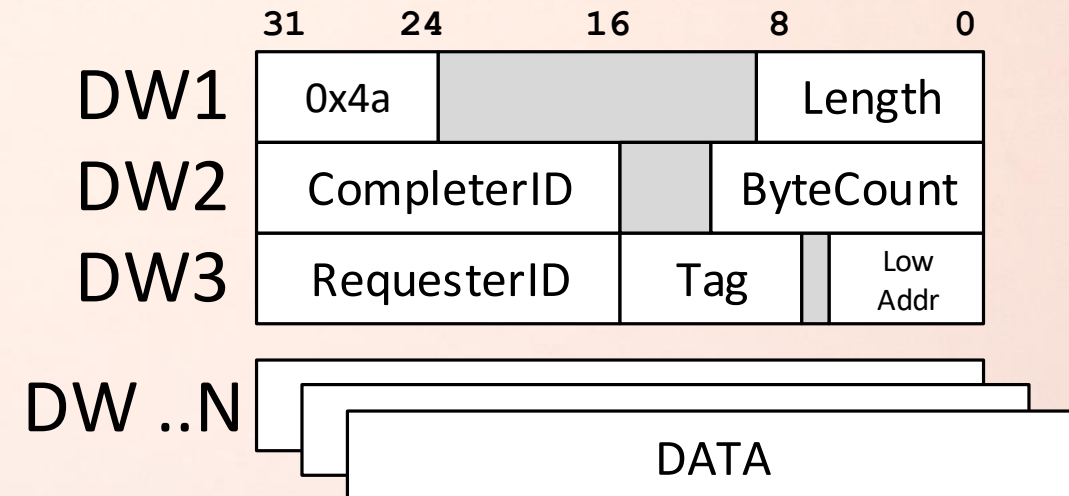 31 24 16 8 0
DW1 0x4a Length
DW2 CompleterID ByteCount
DW3 RequesterID Tag Low
Addr
DW ..N
DATA